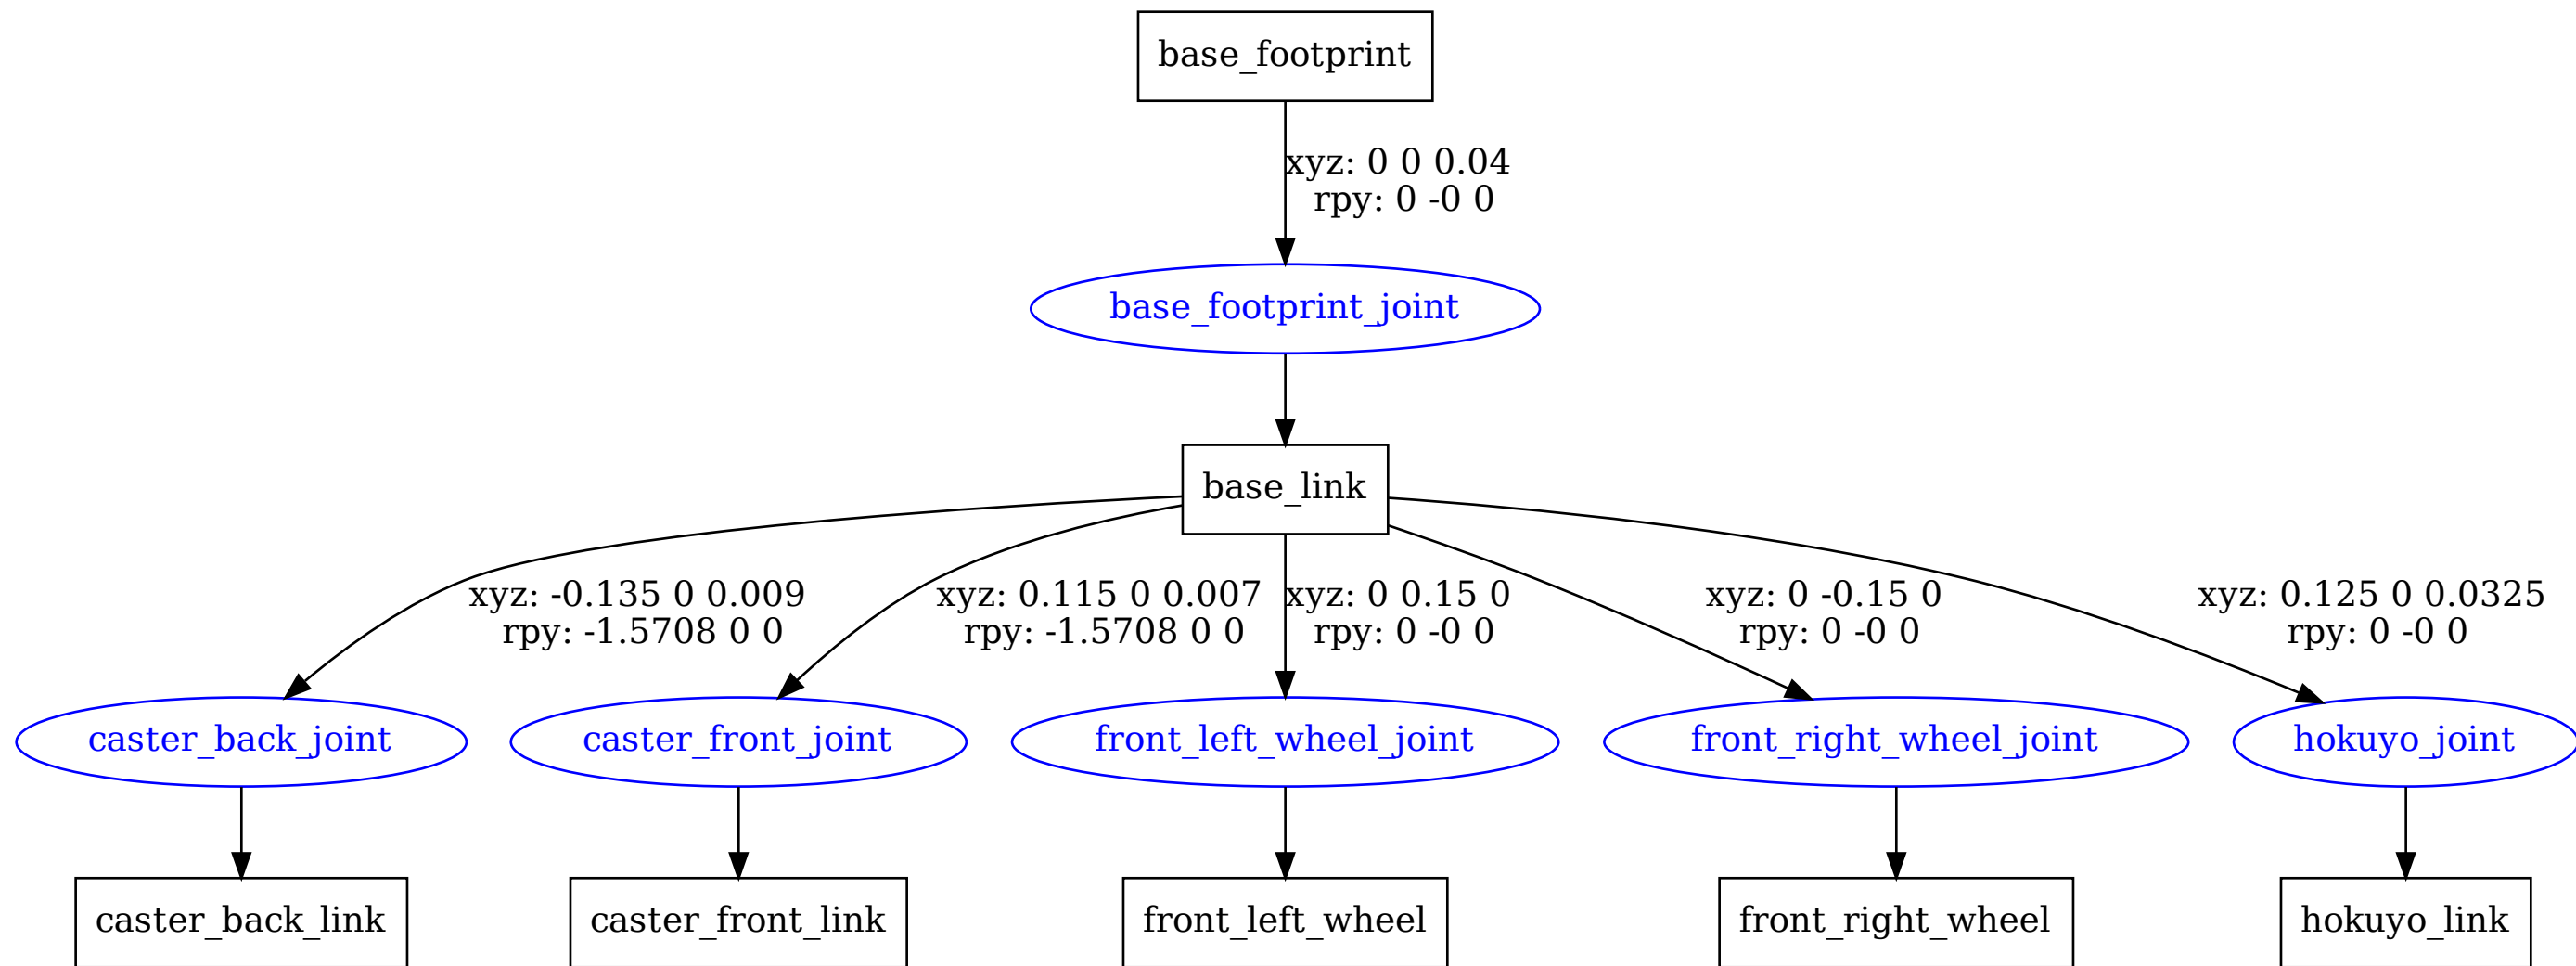 base_footprint
xyz: 0 0 0.04
rpy: 0 -0 0
base_footprint_joint
base_link
xyz: -0.135 0 0.009
rpy: -1.5708 0 0
xyz: 0.115 0 0.007
rpy: -1.5708 0 0
xyz: 0 0.15 0
rpy: 0 -0 0
xyz: 0 -0.15 0
rpy: 0 -0 0
xyz: 0.125 0 0.0325
rpy: 0 -0 0
caster_back_joint
caster_front_joint
front_left_wheel_joint
front_right_wheel_joint
hokuyo_joint
caster_back_link
caster_front_link
front_left_wheel
front_right_wheel
hokuyo_link